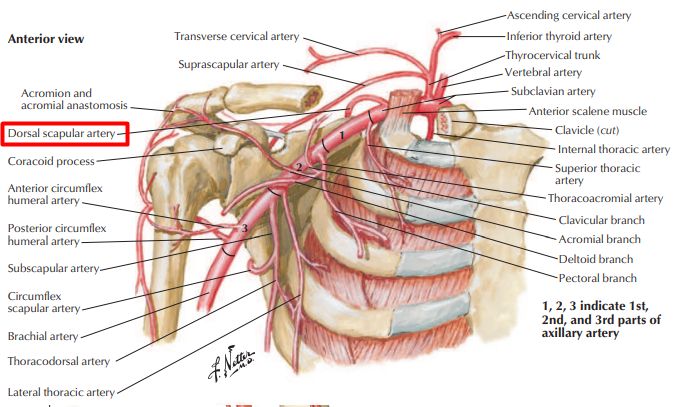 Anterior view
Transverse cervical artery
Suprascapular artery
Acromion and
acromial anastomosis
Dorsal scapular artery
Coracoid process
Anterior circumflex
humeral artery
Posterior circumflex
humeral artery
Subscapular artery
Circumflex
scapular artery
Brachial artery
Thoracodorsal artery
Lateral thoracic artery
Ascending cervical artery
Inferior thyroid artery
Thyrocervical trunk
Vertebral artery
Subclavian artery
Anterior scalene muscle
Clavicle (cut)
Internal thoracic artery
Superior thoracic
artery
Thoracoacromial artery
Clavicular branch
Acromial branch
Deltoid branch
Pectoral branch
1, 2, 3 indicate 1st,
2nd, and 3rd parts of
axillary artery
1
2
3
F. Netter
M.D.